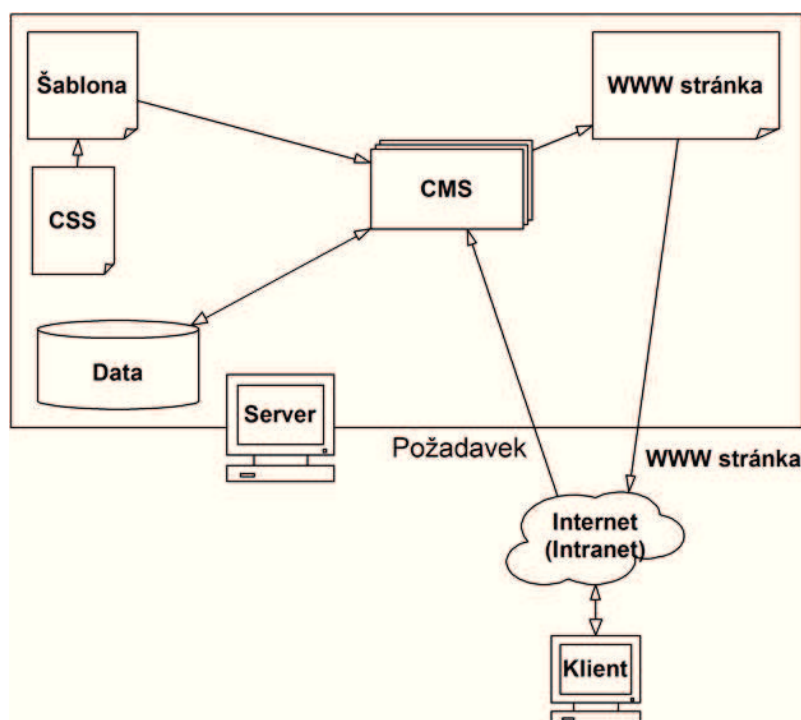 Šablona
WWW stránka
CMS
CSS
Data
Server
Požadavek
WWW stránka
Internet
(Intranet)
Klient